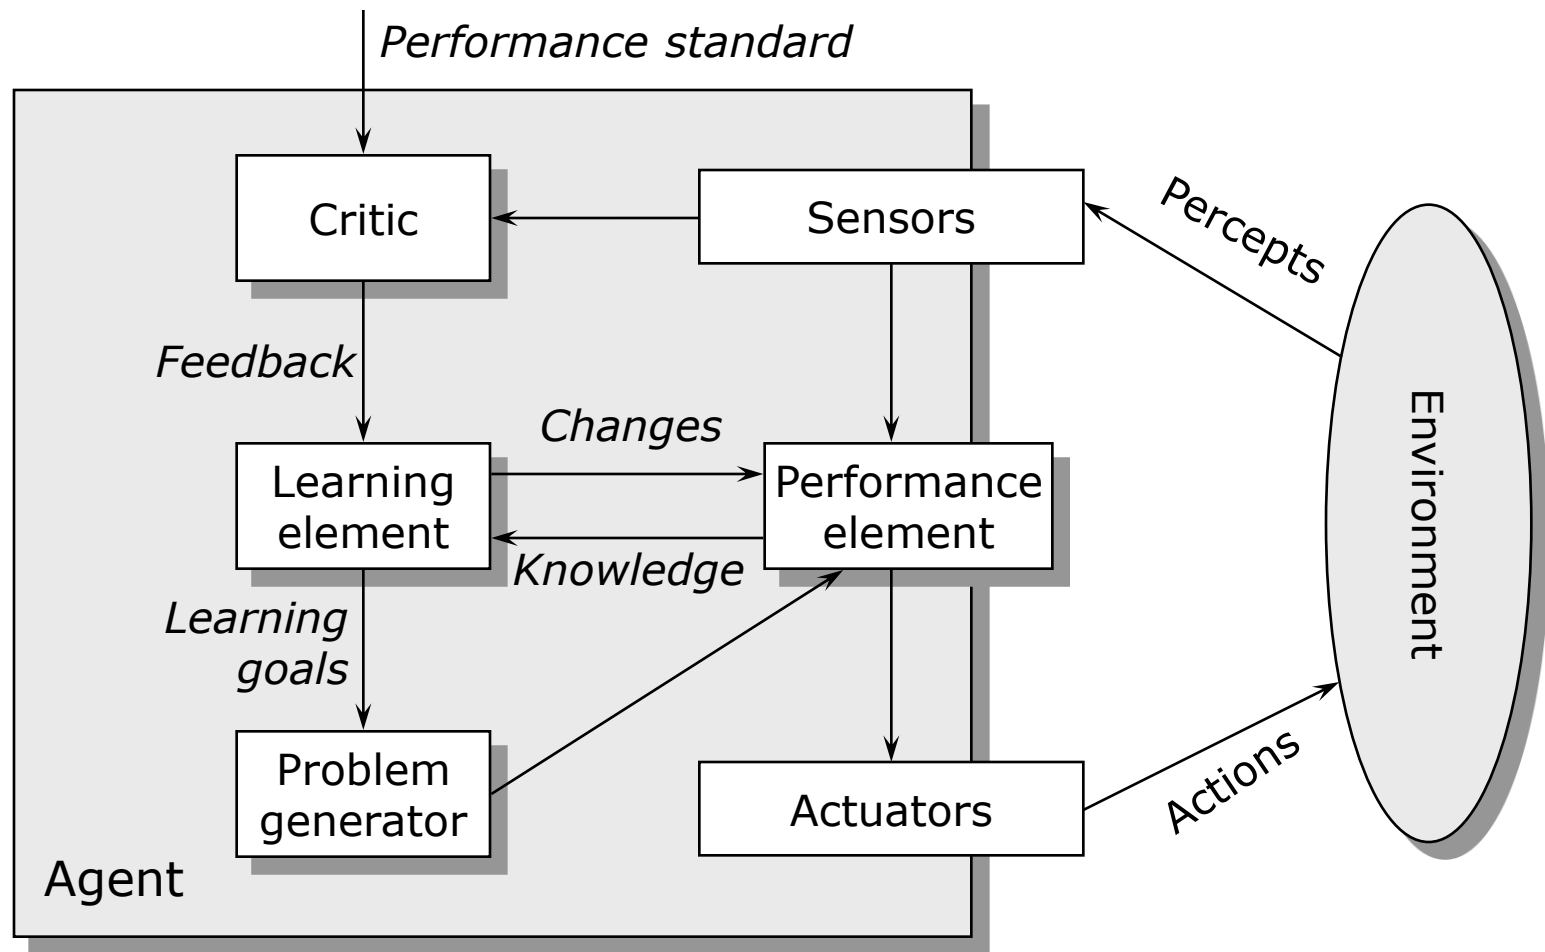 Performance standard
Critic
Sensors
Percepts
Feedback
Changes
Environment
Learning
element
Performance
element
Knowledge
Learning
goals
Problem
generator
Actuators
Actions
Agent